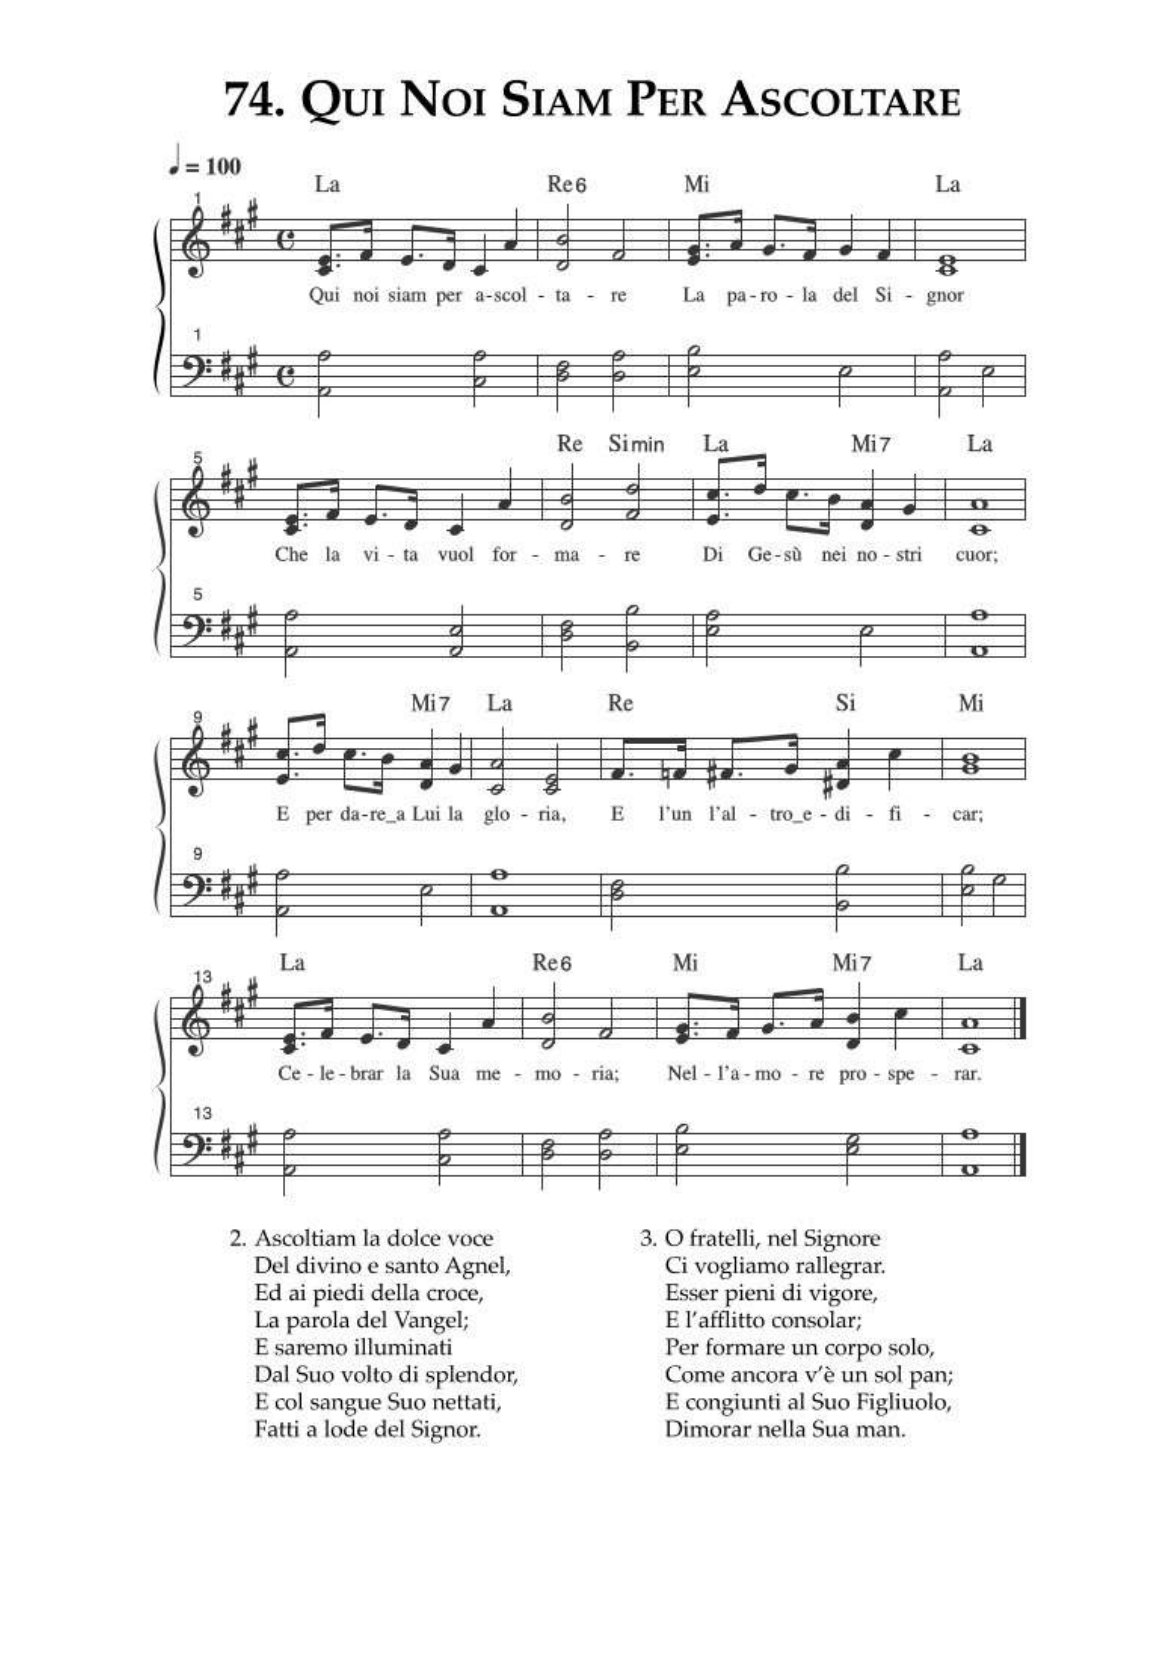 74. Qui Noi Siam Per Ascoltare
= 100
La Re6 Mi La
1
Qui noi siam per a-scol - ta - re La pa-ro - la del Si - gnor
1
Re Simin La Mi7 La
5
Che la vi - ta vuol for - ma - re Di Ge-sù nei no - stri cuor;
5
Mi7 La Re Si Mi
9
E per da-re_a Lui la glo - ria, E l'un l'al - tro_e - di - fi - car;
9
La Re6 Mi Mi7 La
13
Ce - le - brar la Sua me - mo - ria; Nel - l'a - mo - re pro - spe - rar.
13
2. Ascoltiam la dolce voce
Del divino e santo Agnel,
Ed ai piedi della croce,
La parola del Vangel;
E saremo illuminati
Dal Suo volto di splendor,
E col sangue Suo nettati,
Fatti a lode del Signor.
3. O fratelli, nel Signore
Ci vogliamo rallegrar.
Esser pieni di vigore,
E l'afflitto consolar;
Per formare un corpo solo,
Come ancora v'è un sol pan;
E congiunti al Suo Figliuolo,
Dimorar nella Sua man.